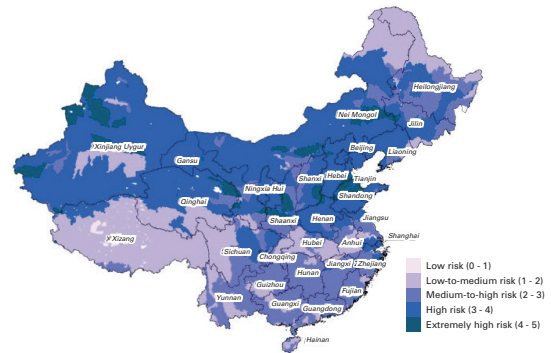 Heilongjiang
Nei Mongol
Jilin
Xinjiang Uygur
Beijing
Liaoning
Gansu
Shanxi
Hebei
Tianjin
Ningxia Hui
Qinghai
Shandong
Shaanxi
Henan
Jiangsu
Shanghai
Xizang
Hubei
Anhui
Sichuan
Chongqing
Jiangxi
Zhejiang
Hunan
Guizhou
Yunnan
Fujian
Guangxi
Guangdong
Hainan
Low risk (0 - 1)
Low-to-medium risk (1 - 2)
Medium-to-high risk (2 - 3)
High risk (3 - 4)
Extremely high risk (4 - 5)